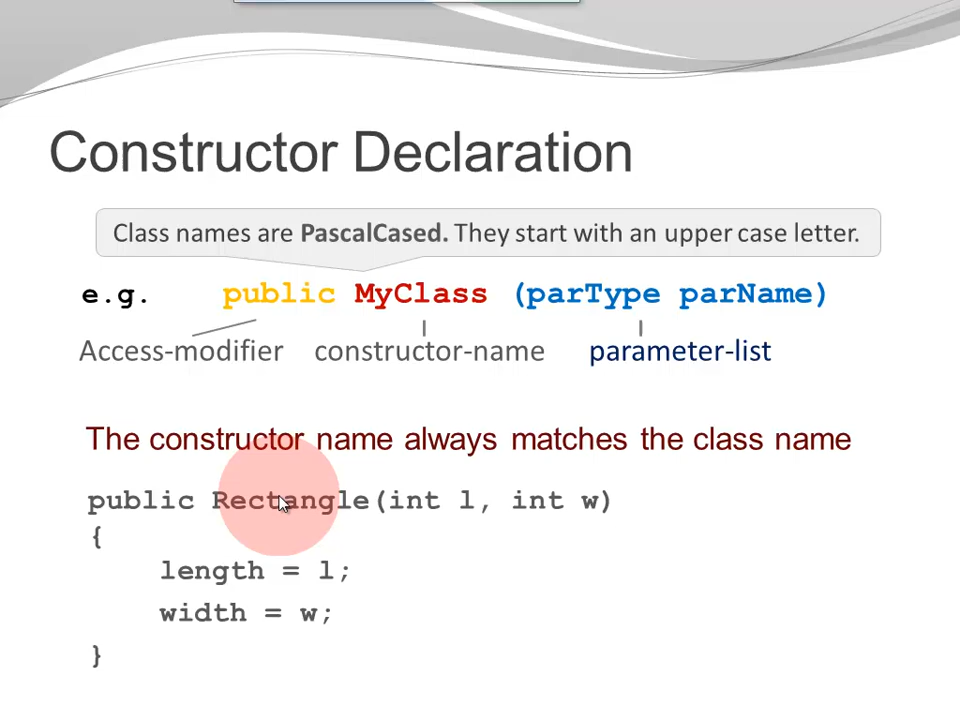 Constructor Declaration
Class names are PascalCased. They start with an upper case letter.
e.g. public MyClass (parType parName)
Access-modifier constructor-name parameter-list
The constructor name always matches the class name
public Rectangle(int l, int w)
{
length = l;
width = w;
}